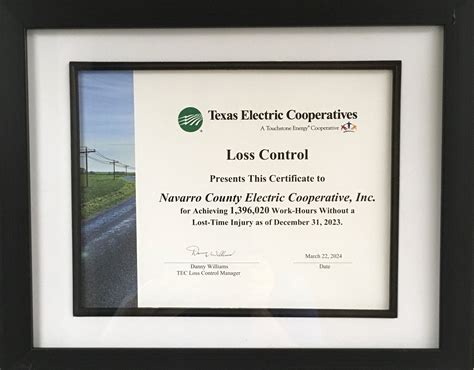 Texas Electric Cooperatives
A Touchstone Energy® Cooperative
Loss Control
Presents This Certificate to
Navarro County Electric Cooperative, Inc.
for Achieving 1,396,020 Work-Hours Without a
Lost-Time Injury as of December 31, 2023.
Danny Williams
March 22, 2024
Danny Williams
Date
TEC Loss Control Manager